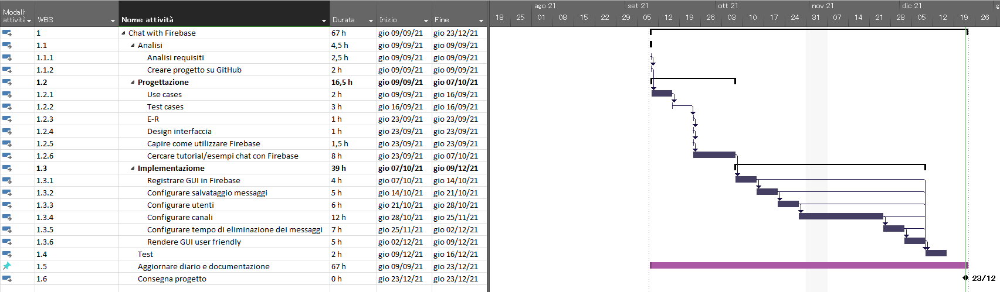 Modali attività WBS Nome attività Durata Inizio Fine
ago 21 set 21 ott 21 nov 21 dic 21
18 25 01 08 15 22 29 05 12 19 26 03 10 17 24 31 07 14 21 28 05 12 19 26
1 Chat with Firebase 67 h gio 09/09/21 gio 23/12/21
1.1 Analisi 4,5 h gio 09/09/21 gio 09/09/21
1.1.1 Analisi requisiti 2,5 h gio 09/09/21 gio 09/09/21
1.1.2 Creare progetto su GitHub 2 h gio 09/09/21 gio 09/09/21
1.2 Progettazione 16,5 h gio 09/09/21 gio 07/10/21
1.2.1 Use cases 2 h gio 09/09/21 gio 16/09/21
1.2.2 Test cases 3 h gio 16/09/21 gio 16/09/21
1.2.3 E-R 1 h gio 23/09/21 gio 23/09/21
1.2.4 Design interfaccia 1 h gio 23/09/21 gio 23/09/21
1.2.5 Capire come utilizzare Firebase 1,5 h gio 23/09/21 gio 23/09/21
1.2.6 Cercare tutorial/esempi chat con Firebase 8 h gio 23/09/21 gio 07/10/21
1.3 Implementaziome 39 h gio 07/10/21 gio 09/12/21
1.3.1 Registrare GUI in Firebase 4 h gio 07/10/21 gio 14/10/21
1.3.2 Configurare salvataggio messaggi 5 h gio 14/10/21 gio 21/10/21
1.3.3 Configurare utenti 6 h gio 21/10/21 gio 28/10/21
1.3.4 Configurare canali 12 h gio 28/10/21 gio 25/11/21
1.3.5 Configurare tempo di eliminazione dei messaggi 7 h gio 25/11/21 gio 02/12/21
1.3.6 Rendere GUI user friendly 5 h gio 02/12/21 gio 09/12/21
1.4 Test 2 h gio 09/12/21 gio 16/12/21
1.5 Aggiornare diario e documentazione 67 h gio 09/09/21 gio 23/12/21
1.6 Consegna progetto 0 h gio 23/12/21 gio 23/12/21
23/12